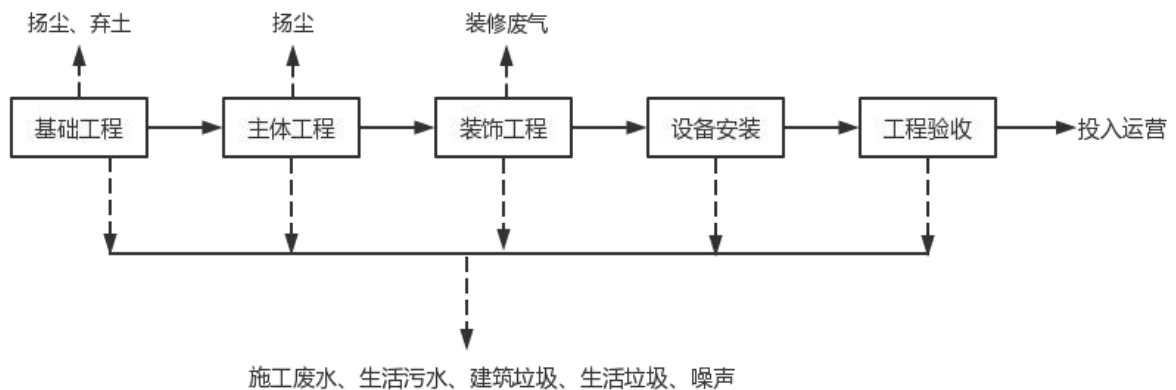 扬尘、弃土
扬尘
装修废气
基础工程
主体工程
装饰工程
设备安装
工程验收
投入运营
施工废水、生活污水、建筑垃圾、生活垃圾、噪声